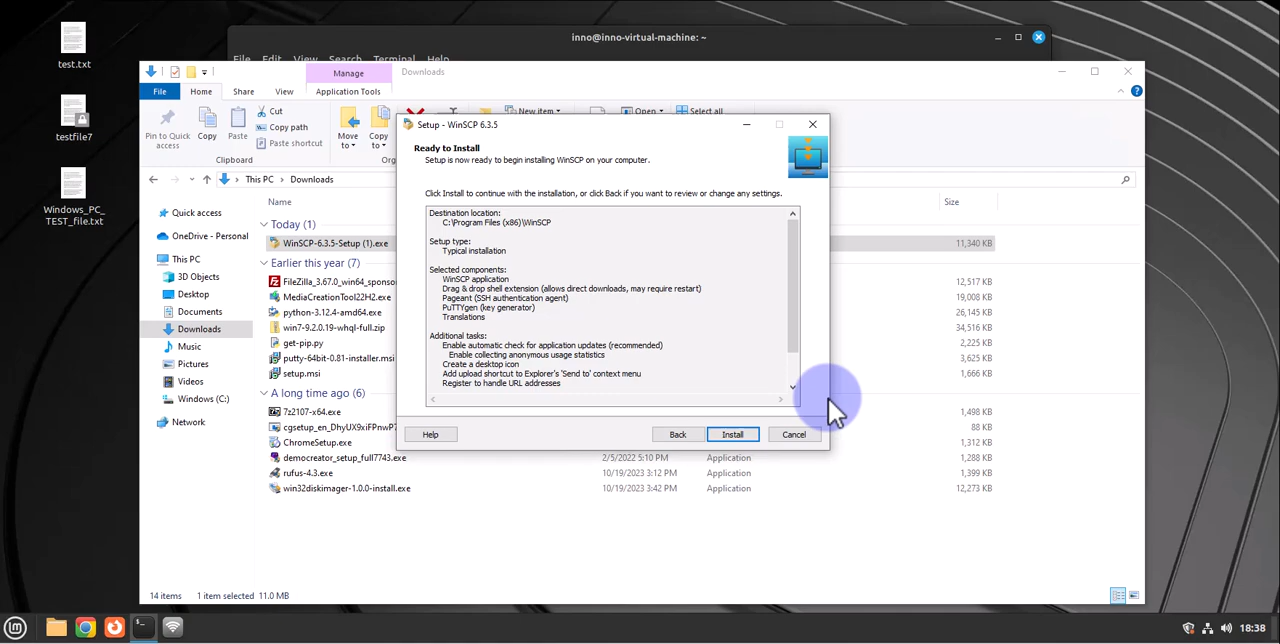 inno@inno-virtual-machine: ~
File Edit View Search Terminal Help
test.txt
testfile7
Windows_PC_
TEST_file.txt
Manage
Downloads
File Home Share View Application Tools
Pin to Quick
access
Copy
Paste
Cut
Copy path
Paste shortcut
Clipboard
Move
to
Copy
to
New item
Open
Select all
This PC > Downloads
Name
Size
Quick access
OneDrive - Personal
This PC
3D Objects
Desktop
Documents
Downloads
Music
Pictures
Videos
Windows (C:)
Network
Today (1)
WinSCP-6.3.5-Setup (1).exe 11,340 KB
Earlier this year (7)
FileZilla_3.67.0_win64_sponso 12,517 KB
MediaCreationTool22H2.exe 19,008 KB
python-3.12.4-amd64.exe 26,145 KB
win7-9.2.0.19-whql-full.zip 34,516 KB
get-pip.py 2,225 KB
putty-64bit-0.81-installer.msi 3,625 KB
setup.msi 1,666 KB
A long time ago (6)
7z2107-x64.exe 1,498 KB
88 KB
ChromeSetup.exe 1,312 KB
democreator_setup_full7743.exe 2/5/2022 5:10 PM Application 1,288 KB
rufus-4.3.exe 10/19/2023 3:12 PM Application 1,399 KB
win32diskimager-1.0.0-install.exe 10/19/2023 3:42 PM Application 12,273 KB
14 items 1 item selected 11.0 MB
Setup - WinSCP 6.3.5
Ready to Install
Setup is now ready to begin installing WinSCP on your computer.
Click Install to continue with the installation, or click Back if you want to review or change any settings.
Destination location:
C:\Program Files (x86)\WinSCP
Setup type:
Typical installation
Selected components:
WinSCP application
Drag & drop shell extension (allows direct downloads, may require restart)
Pageant (SSH authentication agent)
PuTTYgen (key generator)
Translations
Additional tasks:
Enable automatic check for application updates (recommended)
Enable collecting anonymous usage statistics
Create a desktop icon
Add upload shortcut to Explorer's 'Send to' context menu
Register to handle URL addresses
Help Back Install Cancel
18:38